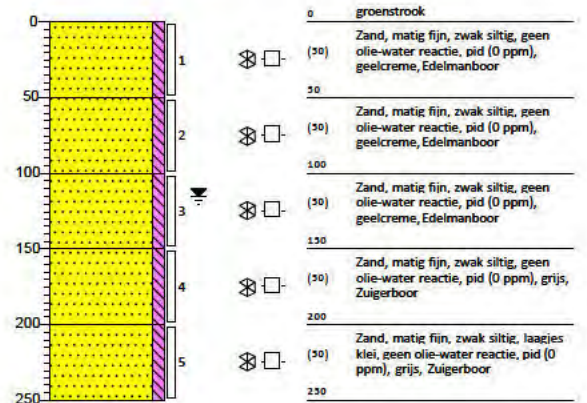 0 groenstrook
0
1 (50) Zand, matig fijn, zwak siltig, geen
olie-water reactie, pid (0 ppm),
geelcreme, Edelmanboor
50 50
2 (50) Zand, matig fijn, zwak siltig, geen
olie-water reactie, pid (0 ppm),
geelcreme, Edelmanboor
100 100
3 (50) Zand, matig fijn, zwak siltig, geen
olie-water reactie, pid (0 ppm),
geelcreme, Edelmanboor
150 150
4 (50) Zand, matig fijn, zwak siltig, geen
olie-water reactie, pid (0 ppm), grijs,
Zuigerboor
200 200
5 (50) Zand, matig fijn, zwak siltig, laagjes
klei, geen olie-water reactie, pid (0
ppm), grijs, Zuigerboor
250 250